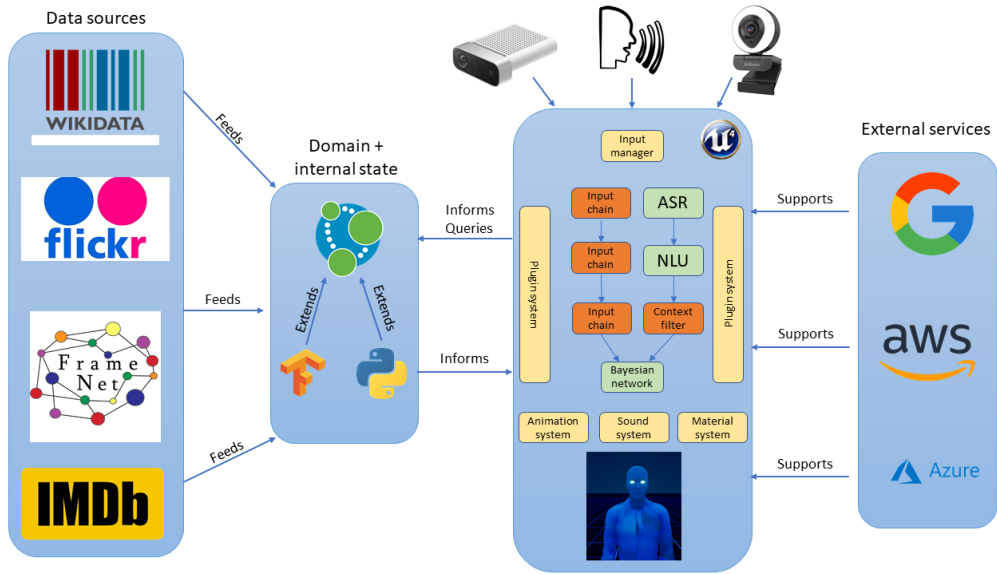 Data sources
WIKIDATA
flickr
Frame
Net
IMDb
Feeds
Feeds
Feeds
Domain +
internal state
Extends
Extends
Informs
Queries
Informs
Input
manager
U4
Plugin system
Input
chain
ASR
Input
chain
NLU
Input
chain
Context
filter
Bayesian
network
Plugin system
Animation
system
Sound
system
Material
system
Supports
Supports
Supports
External services
G
aws
Azure